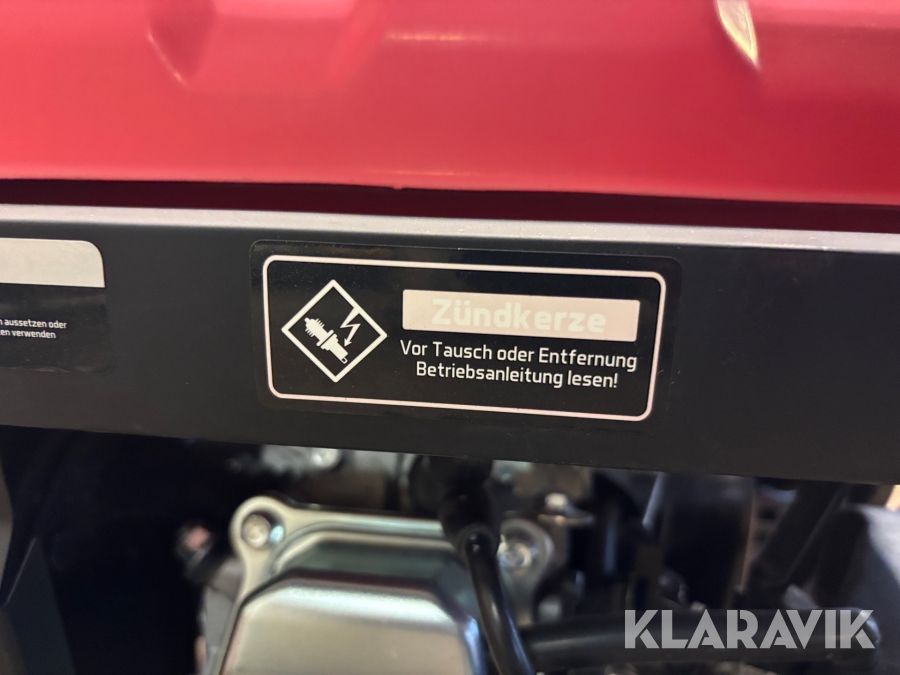 n aussetzen oder
en verwenden
Zündkerze
Vor Tausch oder Entfernung
Betriebsanleitung lesen!
KLARAVIK